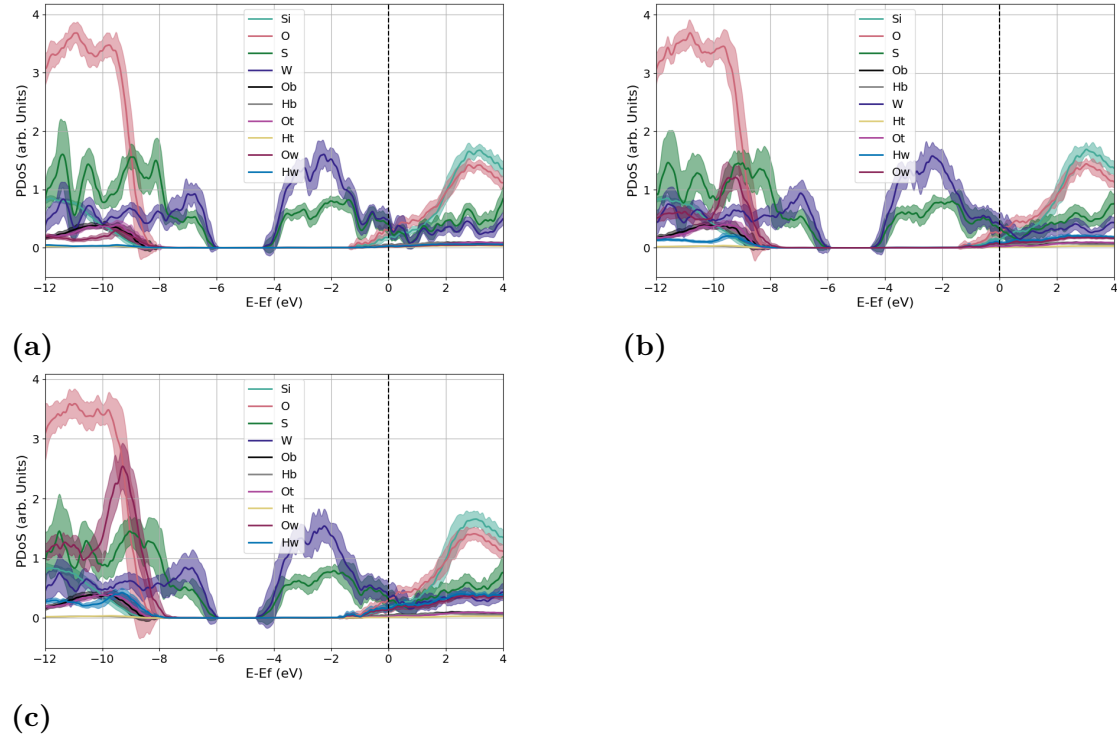 4
3
2
1
0
PDoS (arb. Units)
Si
O
S
W
Ob
Hb
Ot
Ht
Ow
Hw
−12
−10
−8
−6
−4
−2
0
2
4
E-Ef (eV)
(a)
4
3
2
1
0
PDoS (arb. Units)
Si
O
S
Ob
Hb
W
Ht
Ot
Hw
Ow
−12
−10
−8
−6
−4
−2
0
2
4
E-Ef (eV)
(b)
4
3
2
1
0
PDoS (arb. Units)
Si
O
S
W
Ob
Hb
Ot
Ht
Ow
Hw
−12
−10
−8
−6
−4
−2
0
2
4
E-Ef (eV)
(c)